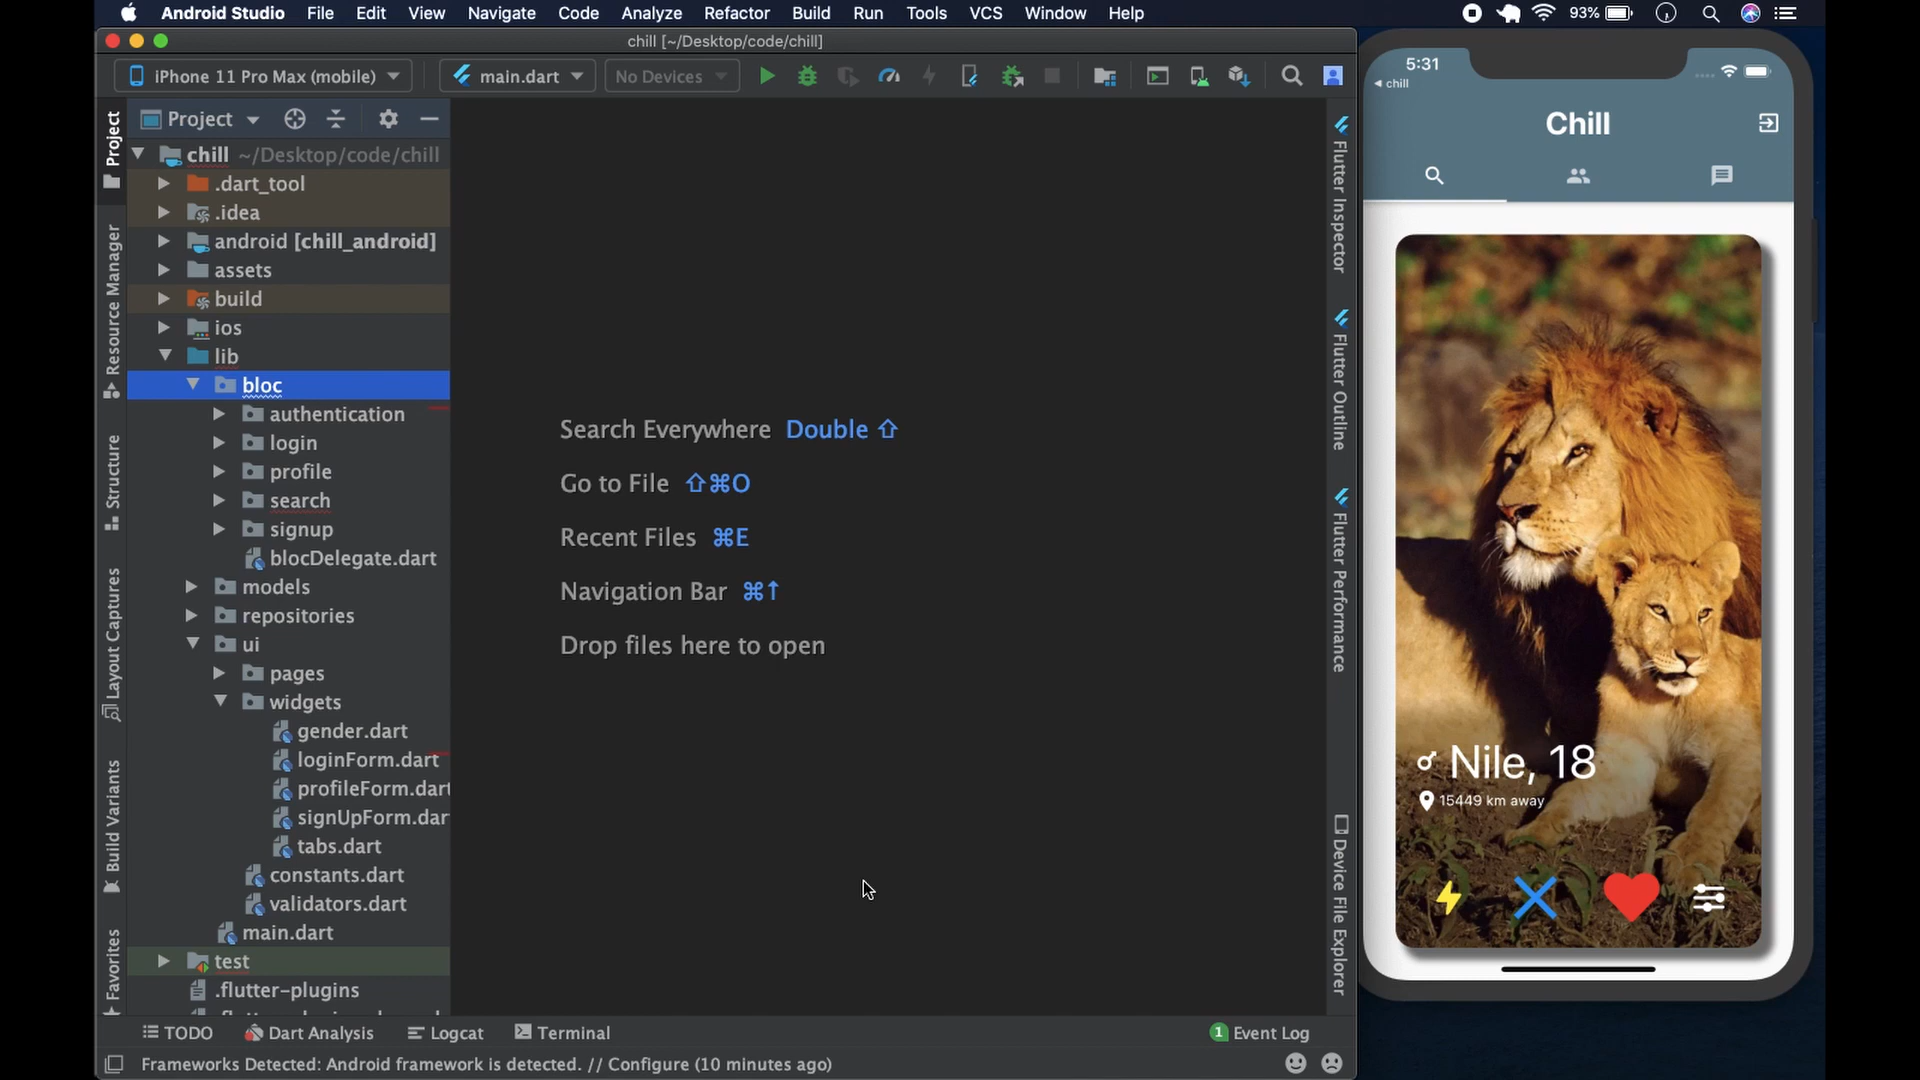 Android Studio File Edit View Navigate Code Analyze Refactor Build Run Tools VCS Window Help
93%
chill [~/Desktop/code/chill]
iPhone 11 Pro Max (mobile) main.dart No Devices
Project
chill ~/Desktop/code/chill
.dart_tool
.idea
android [chill_android]
assets
build
ios
lib
bloc
authentication
login
profile
search
signup
blocDelegate.dart
models
repositories
ui
pages
widgets
gender.dart
loginForm.dart
profileForm.dart
signUpForm.dar
tabs.dart
constants.dart
validators.dart
main.dart
test
.flutter-plugins
Project
Resource Manager
Structure
Layout Captures
Build Variants
Favorites
Search Everywhere Double ⇧
Go to File ⇧⌘O
Recent Files ⌘E
Navigation Bar ⌘↑
Drop files here to open
Flutter Inspector
Flutter Outline
Flutter Performance
Device File Explorer
TODO Dart Analysis Logcat Terminal
1 Event Log
Frameworks Detected: Android framework is detected. // Configure (10 minutes ago)
5:31
chill
Chill
Nile, 18
15449 km away